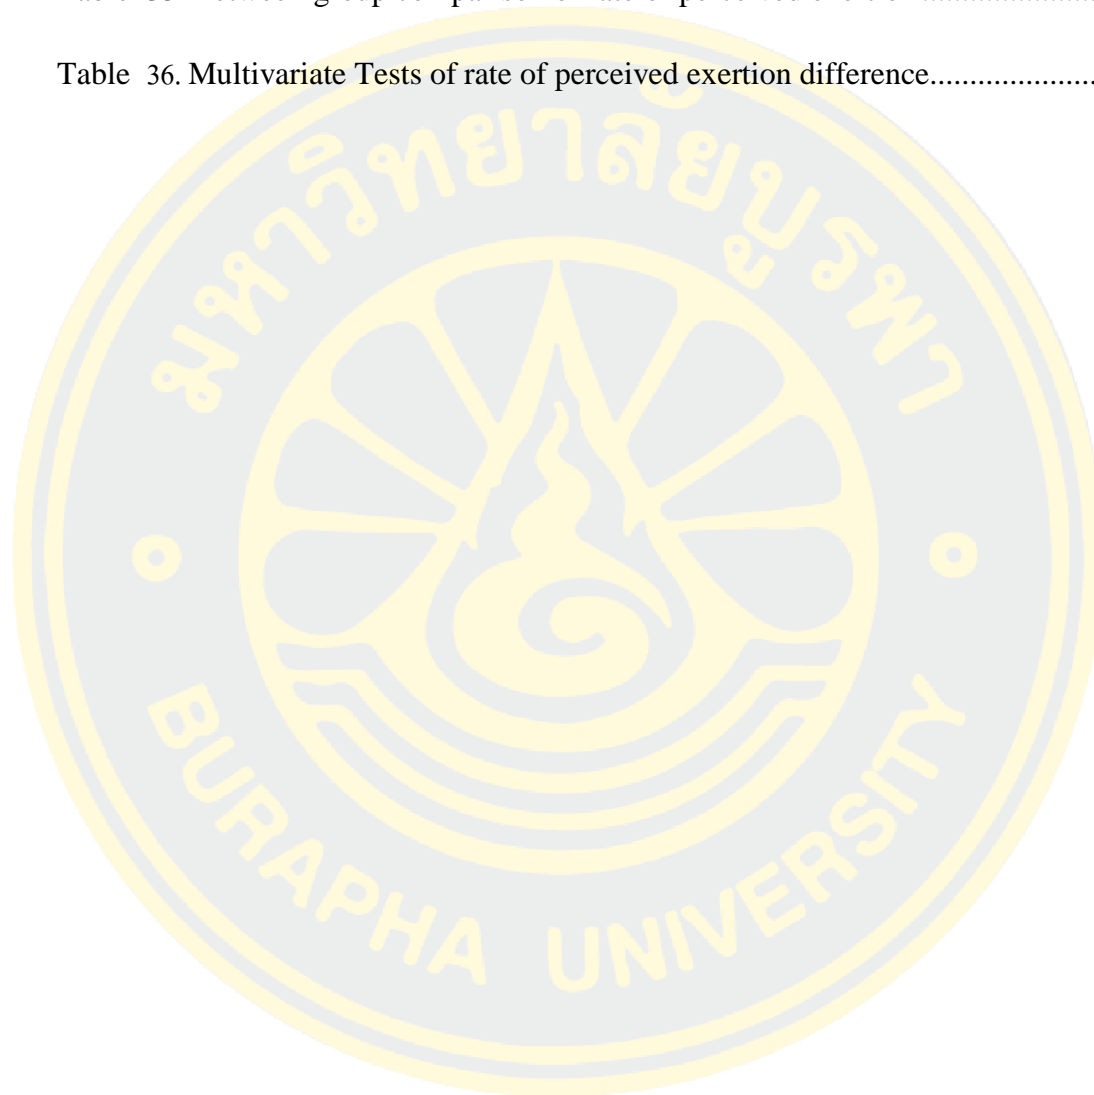 Table 36. Multivariate Tests of rate of perceived exertion difference.....................
มหาวิทยาลัยบูรพา
BURAPHA UNIVERSITY